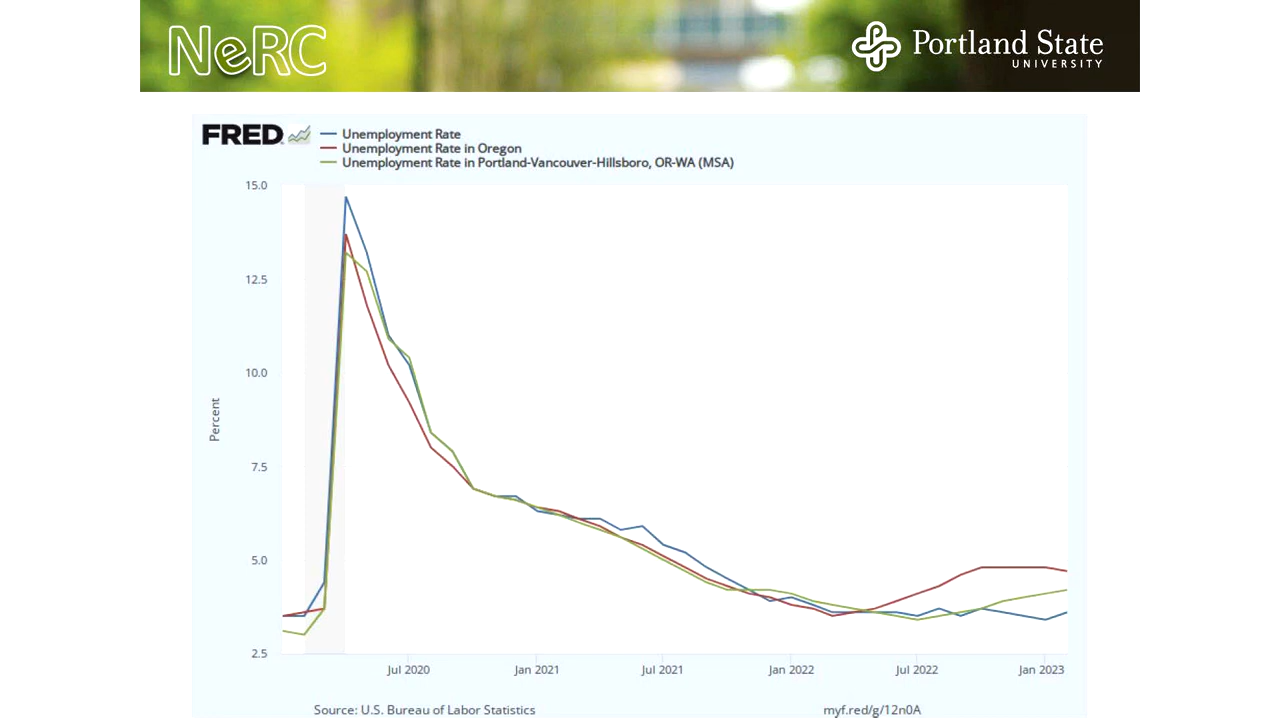 NeRC
Portland State
UNIVERSITY
FRED
Unemployment Rate
Unemployment Rate in Oregon
Unemployment Rate in Portland-Vancouver-Hillsboro, OR-WA (MSA)
15.0
12.5
10.0
7.5
5.0
2.5
Percent
Jul 2020
Jan 2021
Jul 2021
Jan 2022
Jul 2022
Jan 2023
Source: U.S. Bureau of Labor Statistics
myf.red/g/12n0A